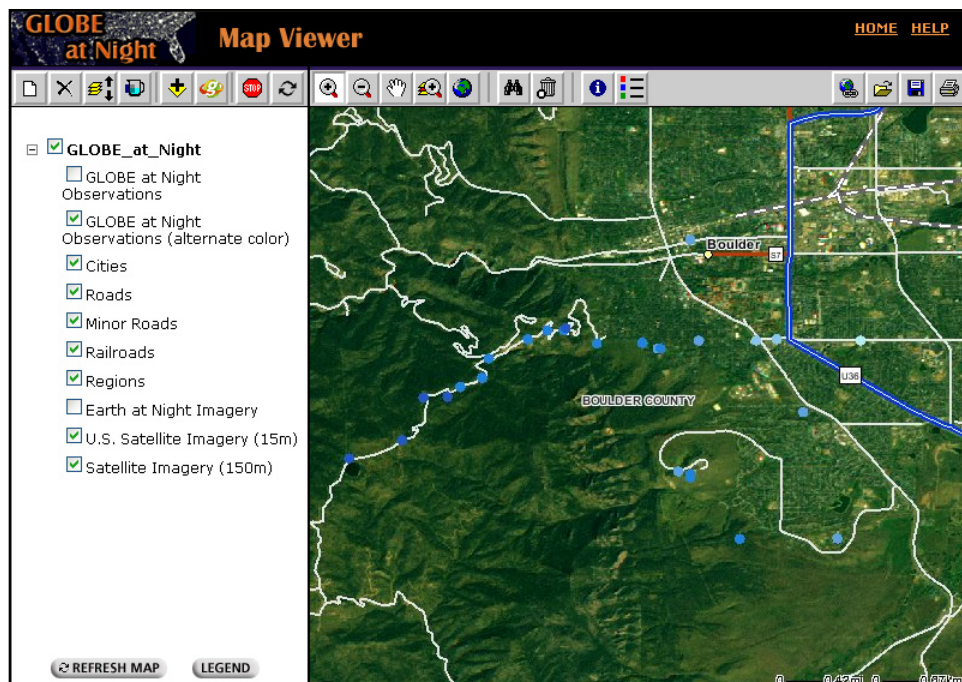 GLOBE
at Night
Map Viewer
HOME HELP
STOP
GLOBE_at_Night
GLOBE at Night
Observations
GLOBE at Night
Observations (alternate color)
Cities
Roads
Minor Roads
Railroads
Regions
Earth at Night Imagery
U.S. Satellite Imagery (15m)
Satellite Imagery (150m)
REFRESH MAP
LEGEND
Boulder
S7
U36
BOULDER COUNTY